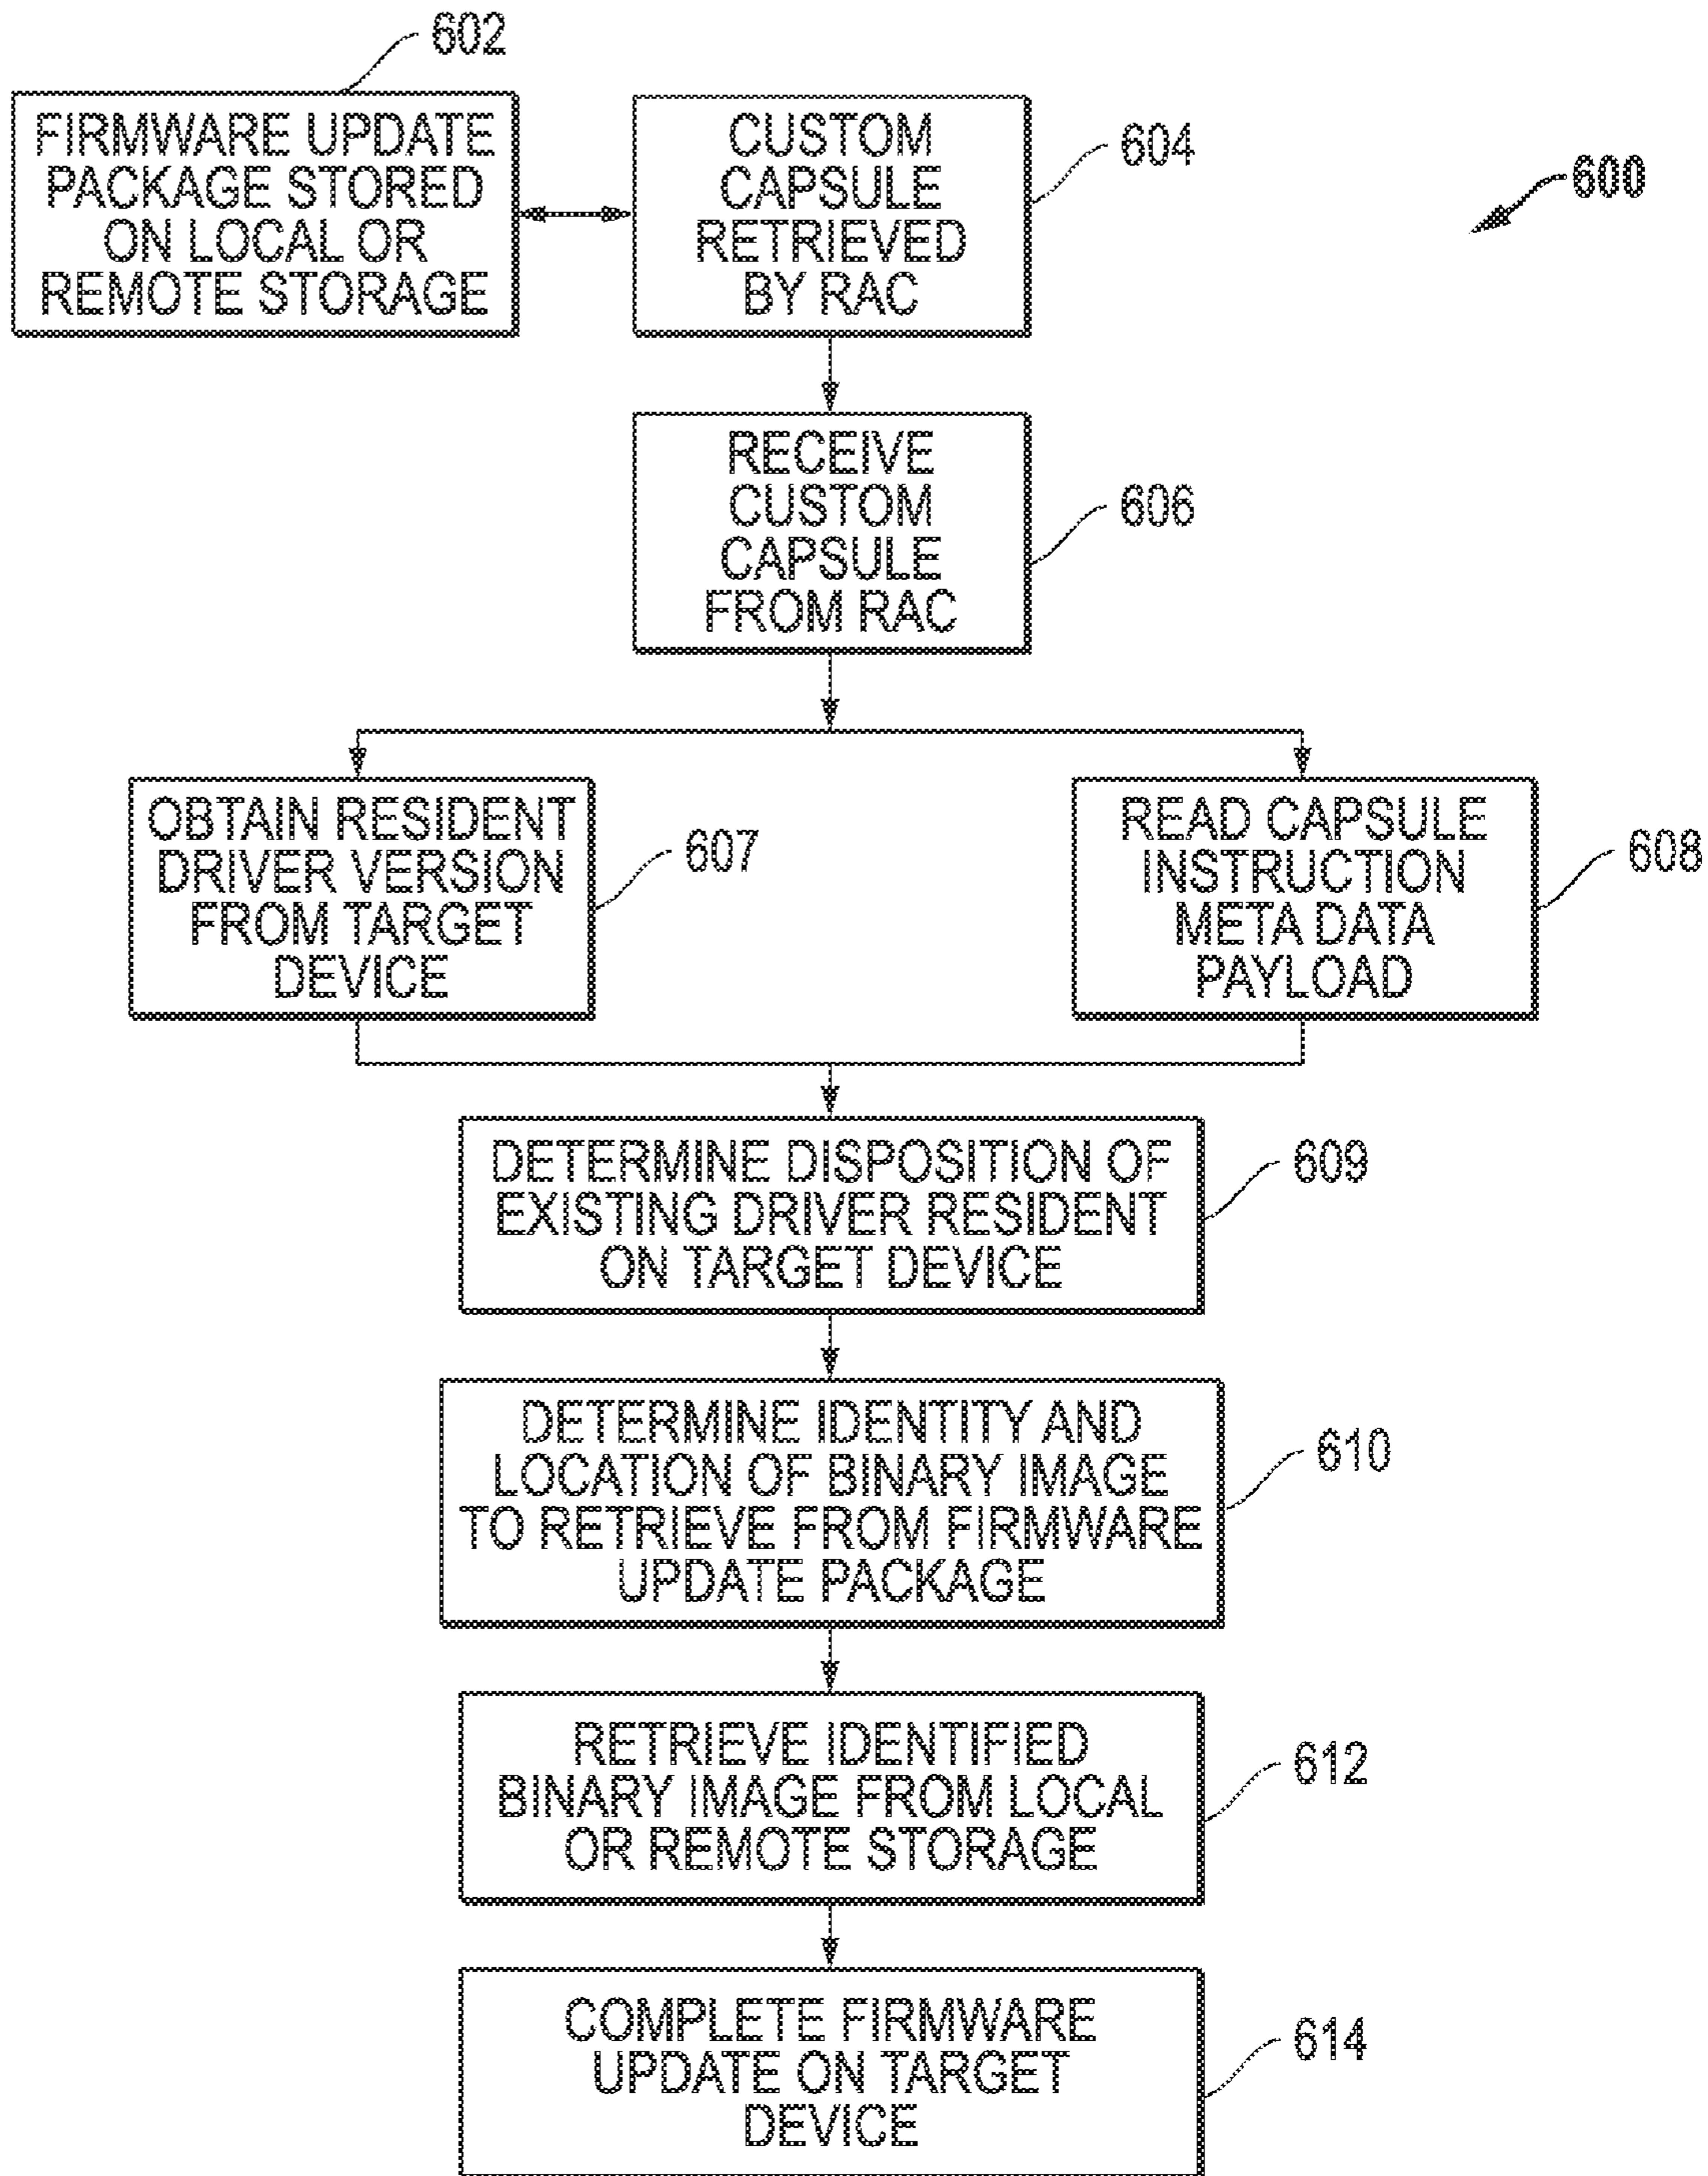 602
FIRMWARE UPDATE
PACKAGE STORED
ON LOCAL OR
REMOTE STORAGE
CUSTOM
CAPSULE
RETRIEVED
BY RAC
604
600
RECEIVE
CUSTOM
CAPSULE
FROM RAC
606
OBTAIN RESIDENT
DRIVER VERSION
FROM TARGET
DEVICE
607
READ CAPSULE
INSTRUCTION
META DATA
PAYLOAD
608
DETERMINE DISPOSITION OF
EXISTING DRIVER RESIDENT
ON TARGET DEVICE
609
DETERMINE IDENTITY AND
LOCATION OF BINARY IMAGE
TO RETRIEVE FROM FIRMWARE
UPDATE PACKAGE
610
RETRIEVE IDENTIFIED
BINARY IMAGE FROM LOCAL
OR REMOTE STORAGE
612
COMPLETE FIRMWARE
UPDATE ON TARGET
DEVICE
614